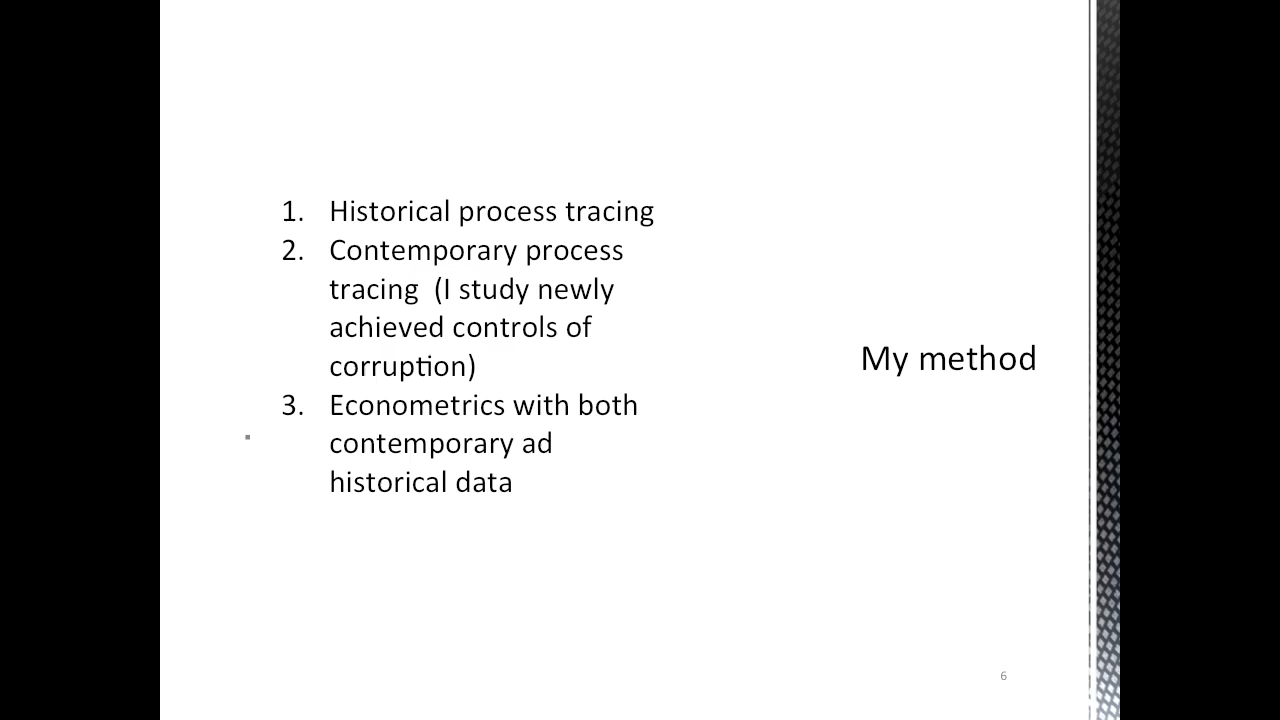 1. Historical process tracing
2. Contemporary process
tracing  (I study newly
achieved controls of
corruption)
3. Econometrics with both
contemporary ad
historical data
My method
6